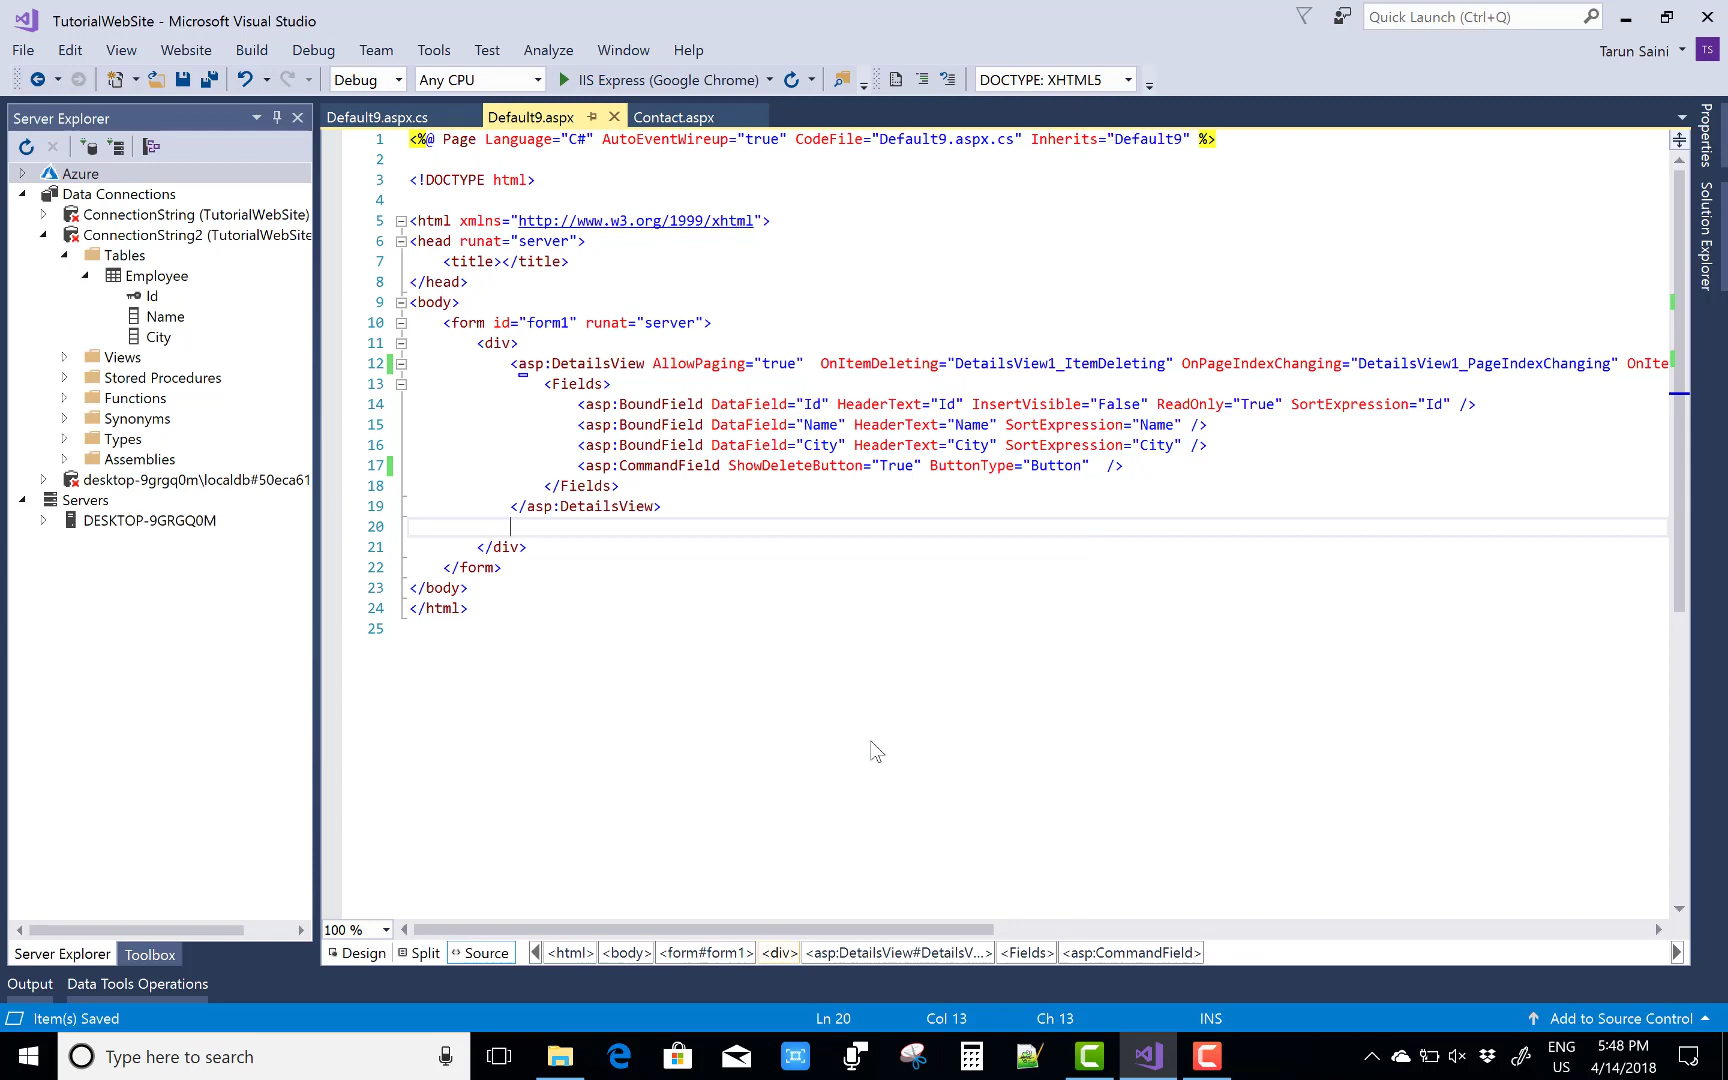 TutorialWebSite - Microsoft Visual Studio
Quick Launch (Ctrl+Q)
File Edit View Website Build Debug Team Tools Test Analyze Window Help
Tarun Saini TS
Debug Any CPU IIS Express (Google Chrome) DOCTYPE: XHTML5
Server Explorer
Azure
Data Connections
ConnectionString (TutorialWebSite)
ConnectionString2 (TutorialWebSite
Tables
Employee
Id
Name
City
Views
Stored Procedures
Functions
Synonyms
Types
Assemblies
desktop-9grgq0m\localdb#50eca61
Servers
DESKTOP-9GRGQ0M
Server Explorer Toolbox
Default9.aspx.cs Default9.aspx Contact.aspx
1 <%@ Page Language="C#" AutoEventWireup="true" CodeFile="Default9.aspx.cs" Inherits="Default9" %>
2
3 <!DOCTYPE html>
4
5 <html xmlns="http://www.w3.org/1999/xhtml">
6 <head runat="server">
7 <title></title>
8 </head>
9 <body>
10 <form id="form1" runat="server">
11 <div>
12 <asp:DetailsView AllowPaging="true" OnItemDeleting="DetailsView1_ItemDeleting" OnPageIndexChanging="DetailsView1_PageIndexChanging" OnIte
13 <Fields>
14 <asp:BoundField DataField="Id" HeaderText="Id" InsertVisible="False" ReadOnly="True" SortExpression="Id" />
15 <asp:BoundField DataField="Name" HeaderText="Name" SortExpression="Name" />
16 <asp:BoundField DataField="City" HeaderText="City" SortExpression="City" />
17 <asp:CommandField ShowDeleteButton="True" ButtonType="Button" />
18 </Fields>
19 </asp:DetailsView>
20
21 </div>
22 </form>
23 </body>
24 </html>
25
100 %
Design Split Source <html> <body> <form#form1> <div> <asp:DetailsView#DetailsV...> <Fields> <asp:CommandField>
Properties
Solution Explorer
Output Data Tools Operations
Item(s) Saved Ln 20 Col 13 Ch 13 INS Add to Source Control
Type here to search
ENG
US
5:48 PM
4/14/2018